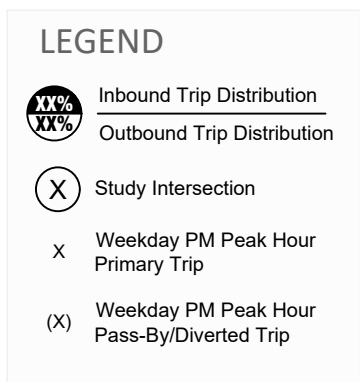 LEGEND
XX%
XX%
Inbound Trip Distribution
Outbound Trip Distribution
X
Study Intersection
X
Weekday PM Peak Hour
Primary Trip
(X)
Weekday PM Peak Hour
Pass-By/Diverted Trip